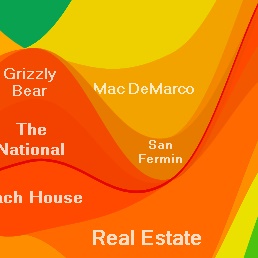 Grizzly
Bear
Mac DeMarco
The
National
San
Fermin
ach House
Real Estate